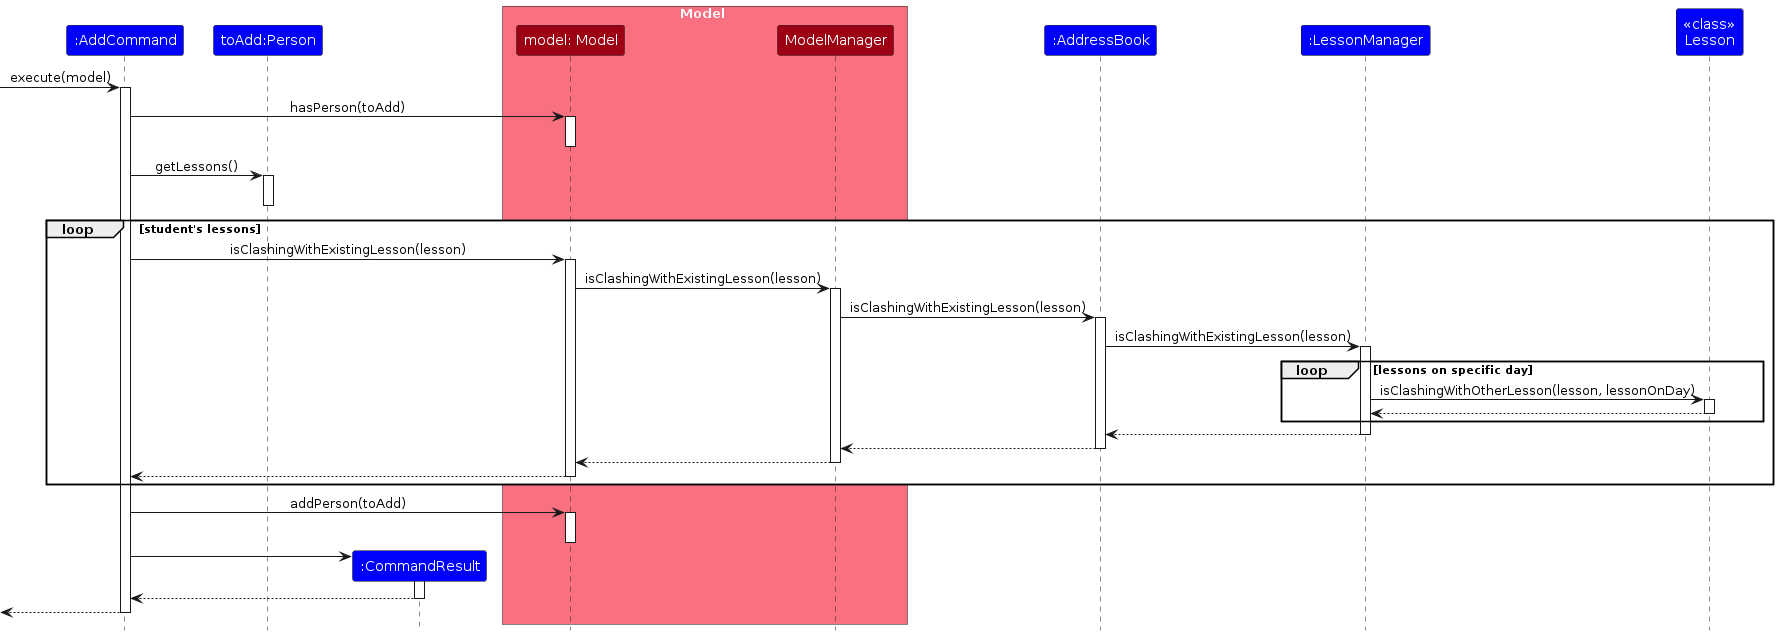 Model
:AddCommand
toAdd:Person
model: Model
ModelManager
:AddressBook
:LessonManager
«class»
Lesson
execute(model)
hasPerson(toAdd)
getLessons()
loop [student's lessons]
isClashingWithExistingLesson(lesson)
isClashingWithExistingLesson(lesson)
isClashingWithExistingLesson(lesson)
isClashingWithExistingLesson(lesson)
loop [lessons on specific day]
isClashingWithOtherLesson(lesson, lessonOnDay)
addPerson(toAdd)
:CommandResult